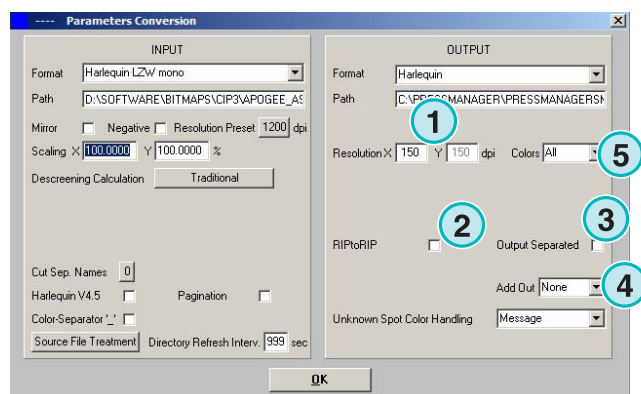 ---- Parameters Conversion
INPUT
Format Harlequin LZW mono
Path D:\SOFTWARE\BITMAPS\CIP3\APOGEE_AS
Mirror Negative Resolution Preset 1200 dpi
Scaling X 100.0000 Y 100.0000 %
Descreening Calculation Traditional
Cut Sep. Names 0
Harlequin V4.5 Pagination
Color-Separator '_'
Source File Treatment Directory Refresh Interv. 999 sec
OUTPUT
Format Harlequin
Path C:\PRESSMANAGER\PRESSMANAGERSN
1
Resolution X 150 Y 150 dpi Colors All 5
RIPtoRIP 2 Output Separated 3
Add Out None 4
Unknown Spot Color Handling Message
OK